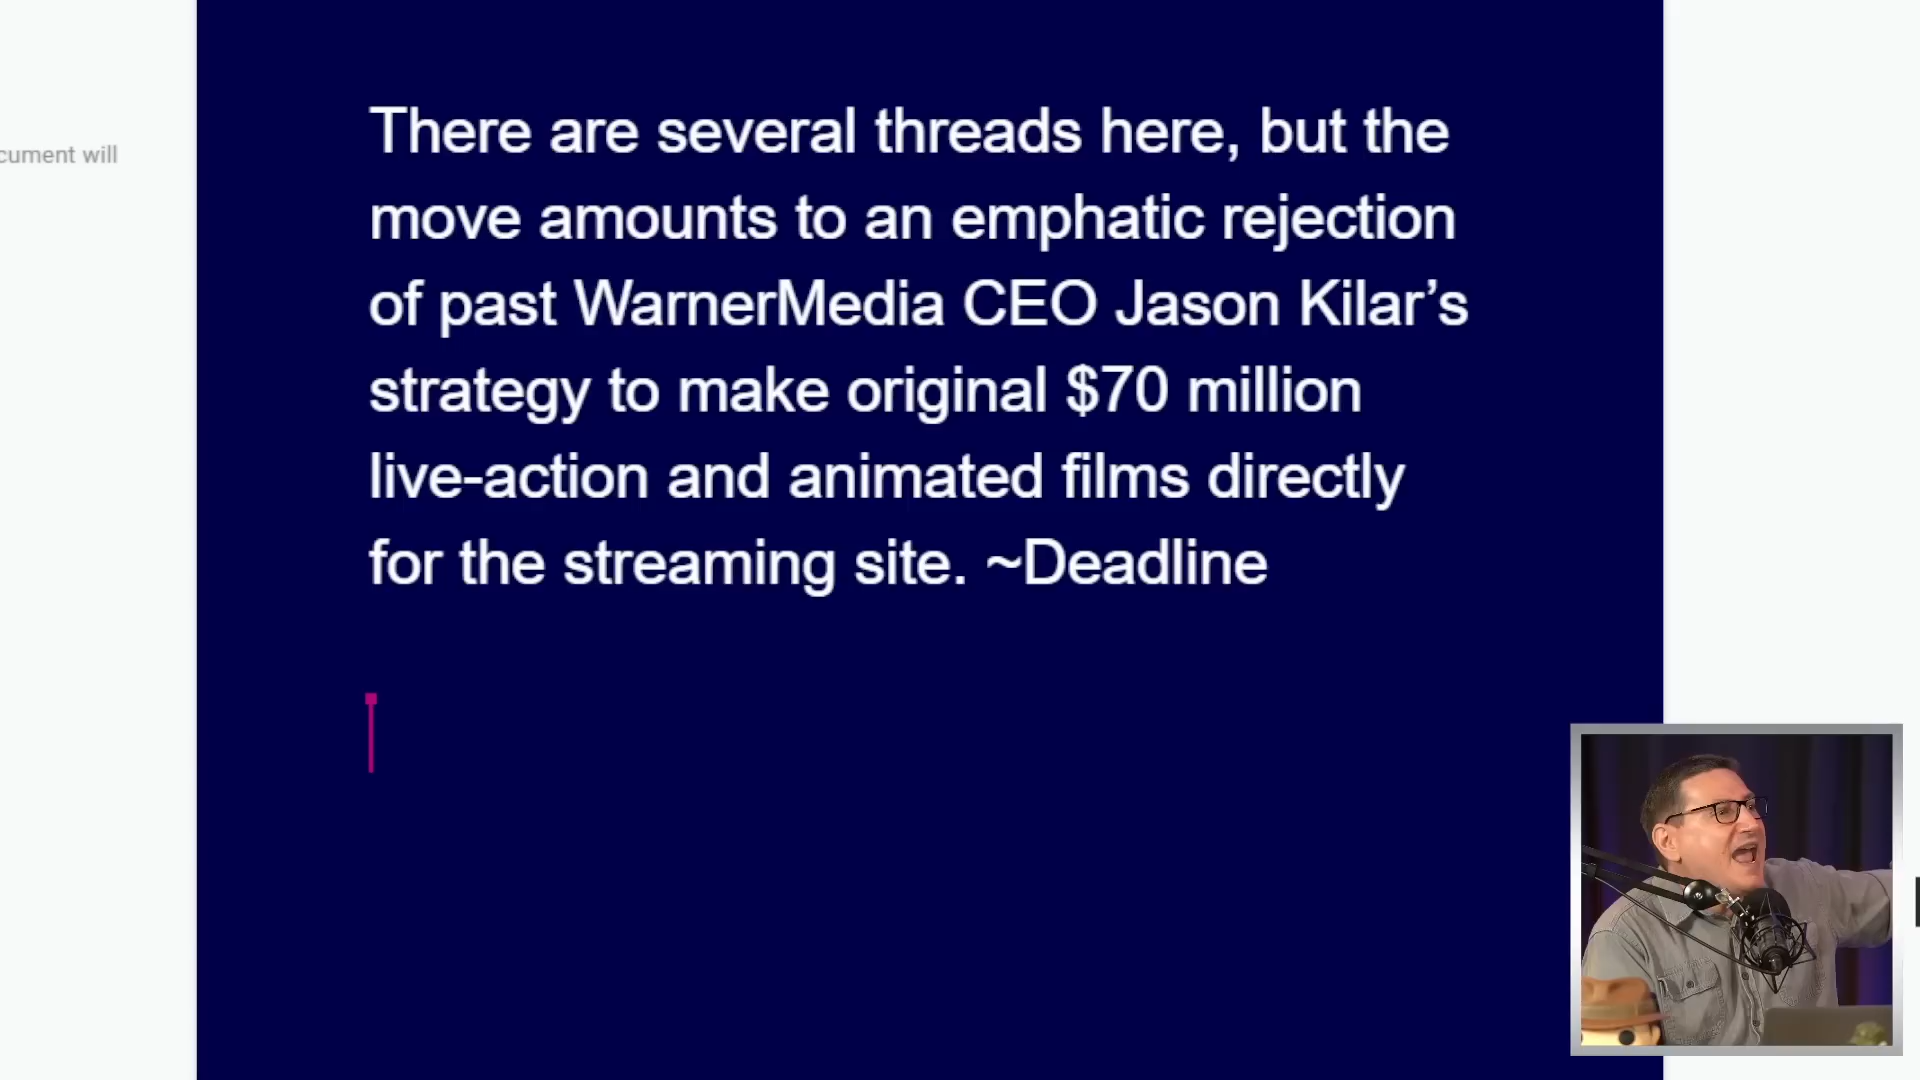 cument will
There are several threads here, but the
move amounts to an emphatic rejection
of past WarnerMedia CEO Jason Kilar’s
strategy to make original $70 million
live-action and animated films directly
for the streaming site. ~Deadline